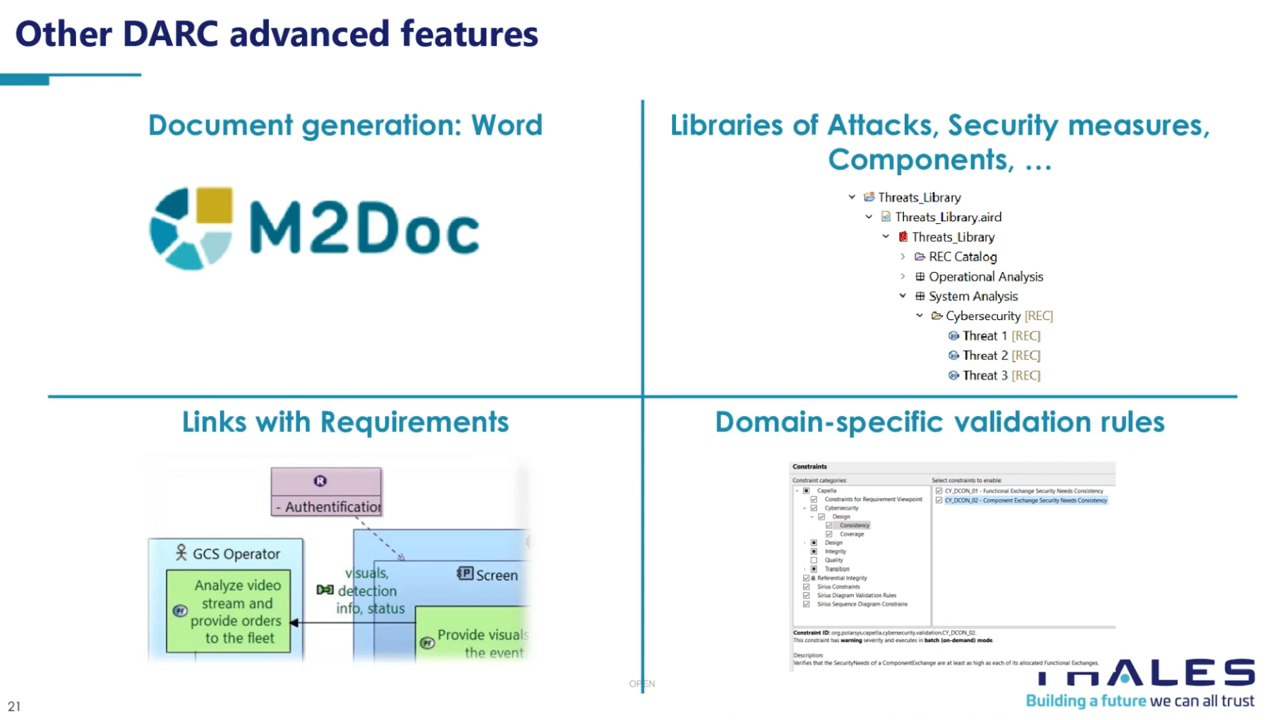 Other DARC advanced features
Document generation: Word
M2Doc
Libraries of Attacks, Security measures,
Components, …
Threats_Library
Threats_Library.aird
Threats_Library
REC Catalog
Operational Analysis
System Analysis
Cybersecurity [REC]
Threat 1 [REC]
Threat 2 [REC]
Threat 3 [REC]
Links with Requirements
R
- Authentification
GCS Operator
Analyze video
stream and
provide orders
to the fleet
visuals,
detection
info, status
Screen
Provide visuals
the event
Domain-specific validation rules
Constraints
Constraint categories:
Select constraints to enable:
Capella
Constraints for Requirement Viewpoint
Cybersecurity
Design
Consistency
Coverage
Design
Integrity
Quality
Transition
Referential Integrity
Sirius Constraints
Sirius Diagram Validation Rules
Sirius Sequence Diagram Constrains
CY_DCON_01 - Functional Exchange Security Needs Consistency
CY_DCON_02 - Component Exchange Security Needs Consistency
Constraint ID: org.polarsys.capella.cybersecurity.validation.CY_DCON_02.
This constraint has warning severity and executes in batch (on-demand) mode.
Description:
Verifies that the SecurityNeeds of a ComponentExchange are at least as high as each of its allocated Functional Exchanges.
OPEN
THALES
Building a future we can all trust
21